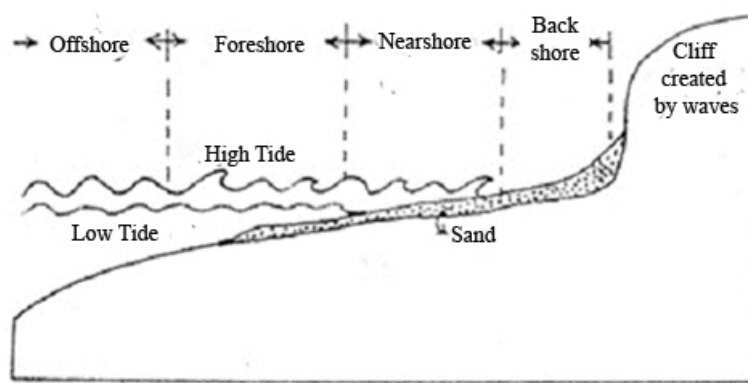 Offshore
Foreshore
Nearshore
Back
shore
Cliff
created
by waves
High Tide
Low Tide
Sand